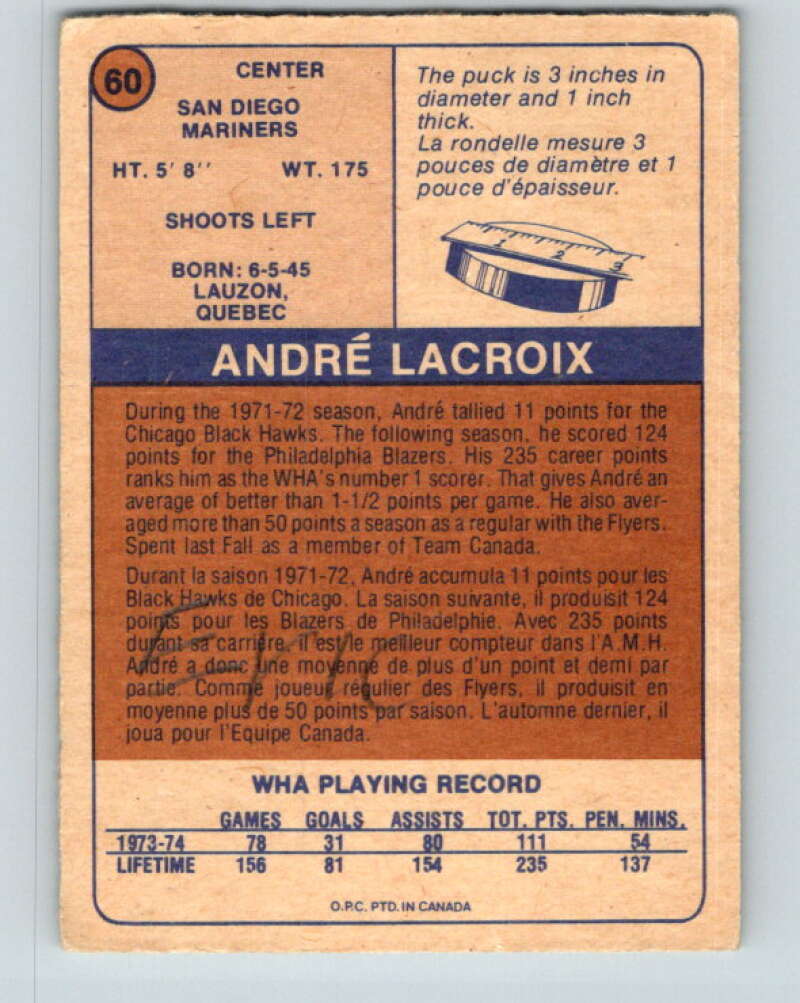 60
CENTER
SAN DIEGO
MARINERS
HT. 5' 8'' WT. 175
SHOOTS LEFT
BORN: 6-5-45
LAUZON,
QUEBEC
The puck is 3 inches in
diameter and 1 inch
thick.
La rondelle mesure 3
pouces de diamètre et 1
pouce d'épaisseur.
1 2 3
ANDRÉ LACROIX
During the 1971-72 season, André tallied 11 points for the
Chicago Black Hawks. The following season, he scored 124
points for the Philadelphia Blazers. His 235 career points
ranks him as the WHA's number 1 scorer. That gives André an
average of better than 1-1/2 points per game. He also aver-
aged more than 50 points a season as a regular with the Flyers.
Spent last Fall as a member of Team Canada.
Durant la saison 1971-72, André accumula 11 points pour les
Black Hawks de Chicago. La saison suivante, il produisit 124
points pour les Blazers de Philadelphie. Avec 235 points
durant sa carrière, il est le meilleur compteur dans l'A.M.H.
André a donc une moyenne de plus d'un point et demi par
partie. Comme joueur régulier des Flyers, il produisit en
moyenne plus de 50 points par saison. L'automne dernier, il
joua pour l'Equipe Canada.
WHA PLAYING RECORD
GAMES GOALS ASSISTS TOT. PTS. PEN. MINS.
1973-74 78 31 80 111 54
LIFETIME 156 81 154 235 137
O.P.C. PTD. IN CANADA